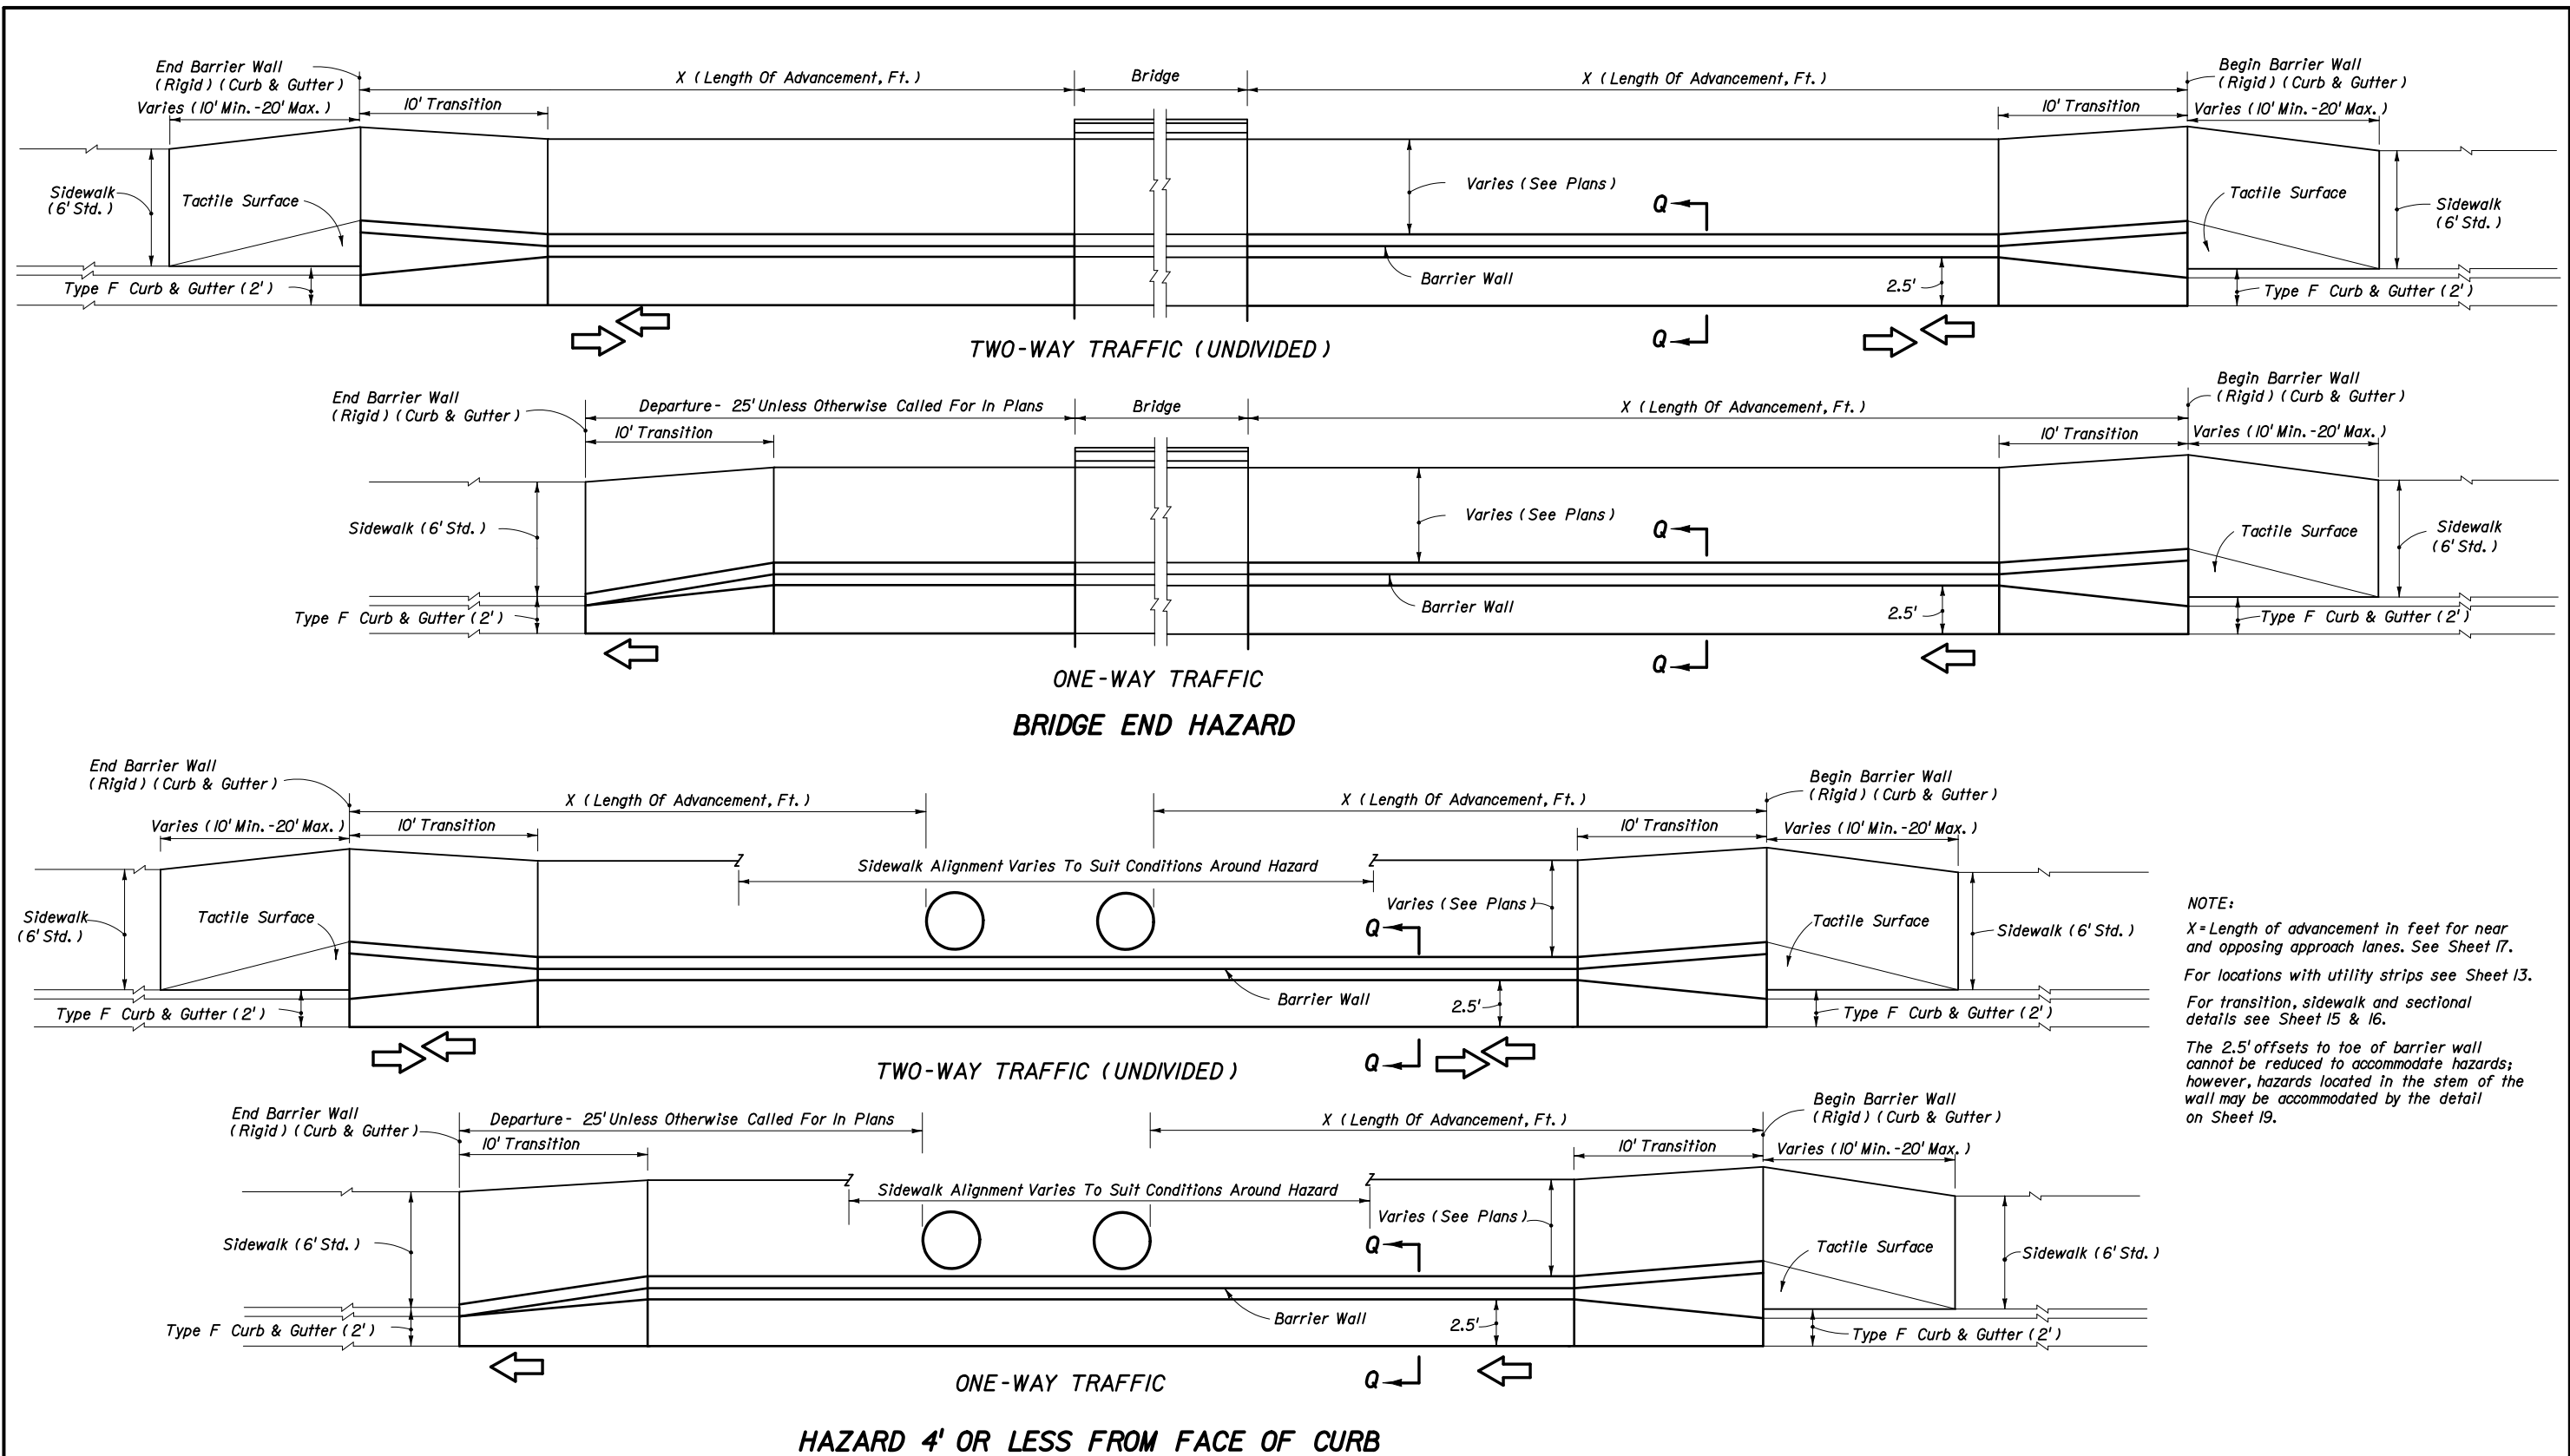 End Barrier Wall
(Rigid) (Curb & Gutter)
X (Length Of Advancement, Ft.)
Bridge
X (Length Of Advancement, Ft.)
Begin Barrier Wall
(Rigid) (Curb & Gutter)
Varies (10' Min.-20' Max.)
10' Transition
10' Transition
Varies (10' Min.-20' Max.)
Sidewalk
(6' Std.)
Tactile Surface
Varies (See Plans)
Q
Tactile Surface
Sidewalk
(6' Std.)
Type F Curb & Gutter (2')
Barrier Wall
2.5'
Type F Curb & Gutter (2')
Q
TWO-WAY TRAFFIC (UNDIVIDED)
End Barrier Wall
(Rigid) (Curb & Gutter)
Departure- 25' Unless Otherwise Called For In Plans
Bridge
X (Length Of Advancement, Ft.)
Begin Barrier Wall
(Rigid) (Curb & Gutter)
10' Transition
10' Transition
Varies (10' Min.-20' Max.)
Sidewalk (6' Std.)
Varies (See Plans)
Q
Tactile Surface
Sidewalk
(6' Std.)
Type F Curb & Gutter (2')
Barrier Wall
2.5'
Type F Curb & Gutter (2')
Q
ONE-WAY TRAFFIC
BRIDGE END HAZARD
End Barrier Wall
(Rigid) (Curb & Gutter)
X (Length Of Advancement, Ft.)
X (Length Of Advancement, Ft.)
Begin Barrier Wall
(Rigid) (Curb & Gutter)
Varies (10' Min.-20' Max.)
10' Transition
10' Transition
Varies (10' Min.-20' Max.)
Sidewalk Alignment Varies To Suit Conditions Around Hazard
Sidewalk
(6' Std.)
Tactile Surface
Varies (See Plans)
Q
Tactile Surface
Sidewalk (6' Std.)
Type F Curb & Gutter (2')
Barrier Wall
2.5'
Type F Curb & Gutter (2')
Q
TWO-WAY TRAFFIC (UNDIVIDED)
NOTE:
X = Length of advancement in feet for near
and opposing approach lanes. See Sheet 17.
For locations with utility strips see Sheet 13.
For transition, sidewalk and sectional
details see Sheet 15 & 16.
The 2.5' offsets to toe of barrier wall
cannot be reduced to accommodate hazards;
however, hazards located in the stem of the
wall may be accommodated by the detail
on Sheet 19.
End Barrier Wall
(Rigid) (Curb & Gutter)
Departure- 25' Unless Otherwise Called For In Plans
X (Length Of Advancement, Ft.)
Begin Barrier Wall
(Rigid) (Curb & Gutter)
10' Transition
10' Transition
Varies (10' Min.-20' Max.)
Sidewalk Alignment Varies To Suit Conditions Around Hazard
Sidewalk (6' Std.)
Varies (See Plans)
Q
Tactile Surface
Sidewalk (6' Std.)
Type F Curb & Gutter (2')
Barrier Wall
2.5'
Type F Curb & Gutter (2')
Q
ONE-WAY TRAFFIC
HAZARD 4' OR LESS FROM FACE OF CURB